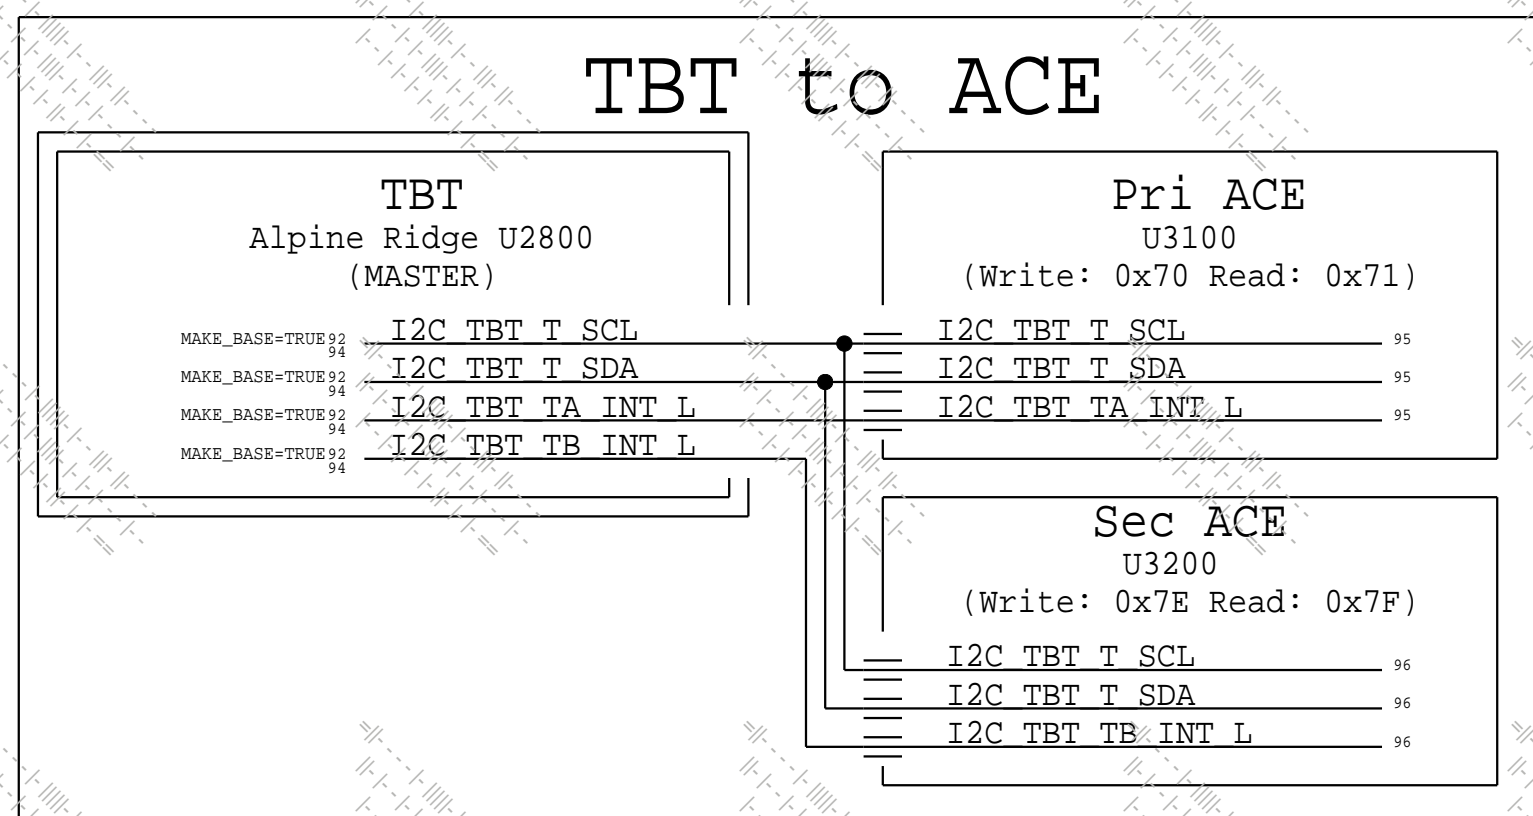 TBT to ACE
TBT
Alpine Ridge U2800
(MASTER)
MAKE_BASE=TRUE 92 I2C_TBT_T_SCL
94
MAKE_BASE=TRUE 92 I2C_TBT_T_SDA
94
MAKE_BASE=TRUE 92 I2C_TBT_TA_INT_L
94
MAKE_BASE=TRUE 92 I2C_TBT_TB_INT_L
94
Pri ACE
U3100
(Write: 0x70 Read: 0x71)
I2C_TBT_T_SCL 95
I2C_TBT_T_SDA 95
I2C_TBT_TA_INT_L 95
Sec ACE
U3200
(Write: 0x7E Read: 0x7F)
I2C_TBT_T_SCL 96
I2C_TBT_T_SDA 96
I2C_TBT_TB_INT_L 96